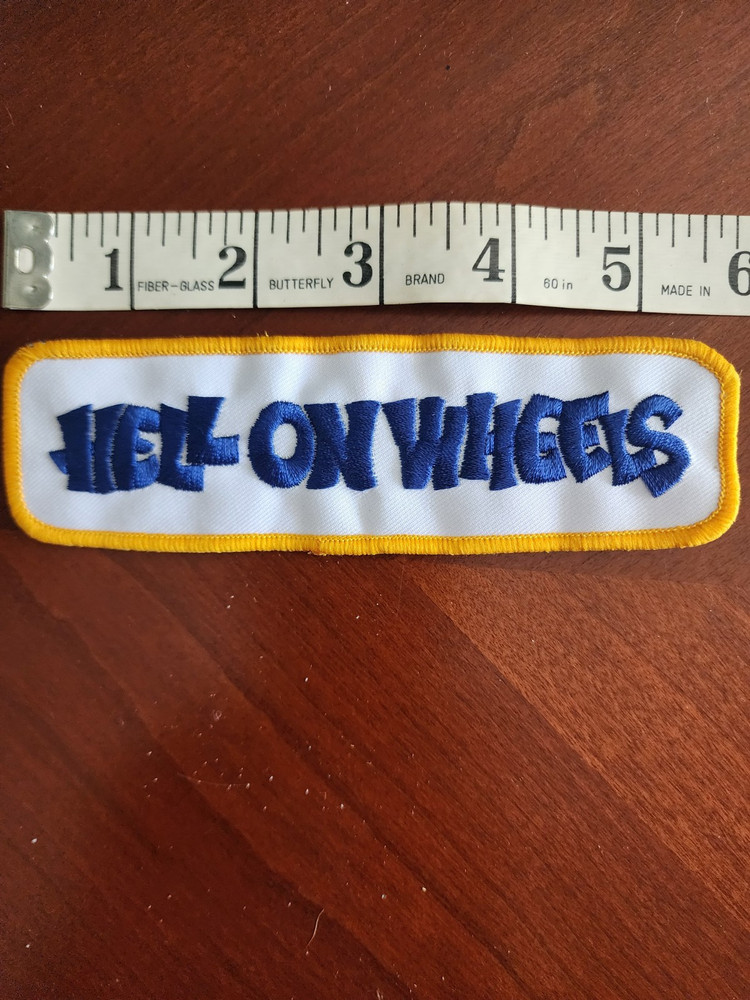 1 FIBER-GLASS 2 BUTTERFLY 3 BRAND 4 60 in 5 MADE IN 6
HELL ON WHEELS